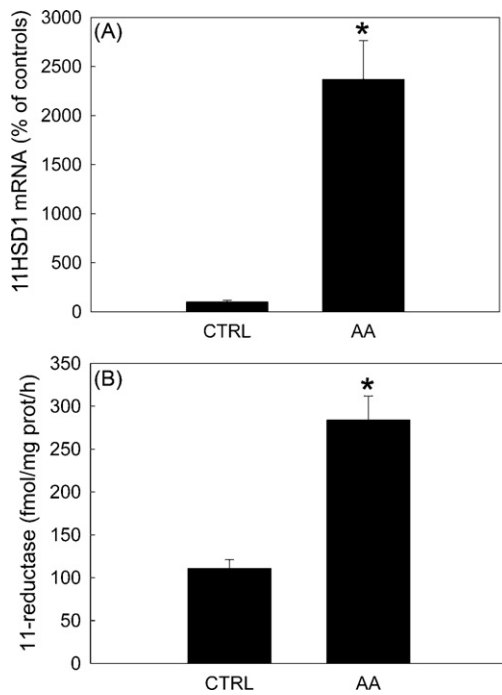 (A)
11HSD1 mRNA (% of controls)
3000
2500
2000
1500
1000
500
0
*
CTRL
AA
(B)
11-reductase (fmol/mg prot/h)
350
300
250
200
150
100
50
0
*
CTRL
AA